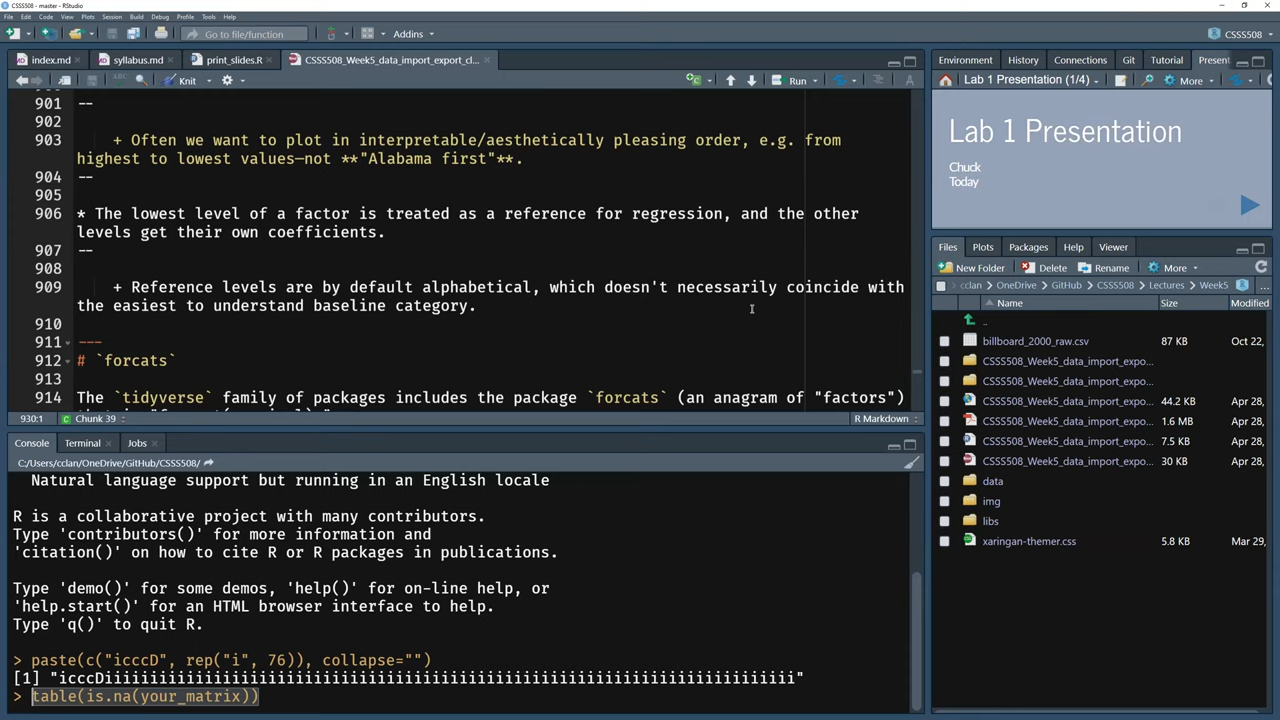 CSSS508 - master - RStudio
File Edit Code View Plots Session Build Debug Profile Tools Help
Go to file/function
Addins
CSSS508
index.md
syllabus.md
print_slides.R
CSSS508_Week5_data_import_export_cl...
Knit
Run
901 --
902
903 + Often we want to plot in interpretable/aesthetically pleasing order, e.g. from
highest to lowest values—not **"Alabama first"**.
904 --
905
906 * The lowest level of a factor is treated as a reference for regression, and the other
levels get their own coefficients.
907 --
908
909 + Reference levels are by default alphabetical, which doesn't necessarily coincide with
the easiest to understand baseline category.
910
911 ---
912 # `forcats`
913
914 The `tidyverse` family of packages includes the package `forcats` (an anagram of "factors")
930:1
Chunk 39
R Markdown
Console Terminal Jobs
C:/Users/cclan/OneDrive/GitHub/CSSS508/
Natural language support but running in an English locale
R is a collaborative project with many contributors.
Type 'contributors()' for more information and
'citation()' on how to cite R or R packages in publications.
Type 'demo()' for some demos, 'help()' for on-line help, or
'help.start()' for an HTML browser interface to help.
Type 'q()' to quit R.
> paste(c("icccD", rep("i", 76)), collapse="")
[1] "icccDiiiiiiiiiiiiiiiiiiiiiiiiiiiiiiiiiiiiiiiiiiiiiiiiiiiiiiiiiiiiiiiiiiiiiiiiiiii"
> table(is.na(your_matrix))
Environment History Connections Git Tutorial Present
Lab 1 Presentation (1/4)
More
Lab 1 Presentation
Chuck
Today
Files Plots Packages Help Viewer
New Folder Delete Rename More
cclan OneDrive GitHub CSSS508 Lectures Week5 ...
Name Size Modified
..
billboard_2000_raw.csv 87 KB Oct 22,
CSSS508_Week5_data_import_expo...
CSSS508_Week5_data_import_expo...
CSSS508_Week5_data_import_expo... 44.2 KB Apr 28,
CSSS508_Week5_data_import_expo... 1.6 MB Apr 28,
CSSS508_Week5_data_import_expo... 7.5 KB Apr 28,
CSSS508_Week5_data_import_expo... 30 KB Apr 28,
data
img
libs
xaringan-themer.css 5.8 KB Mar 29,